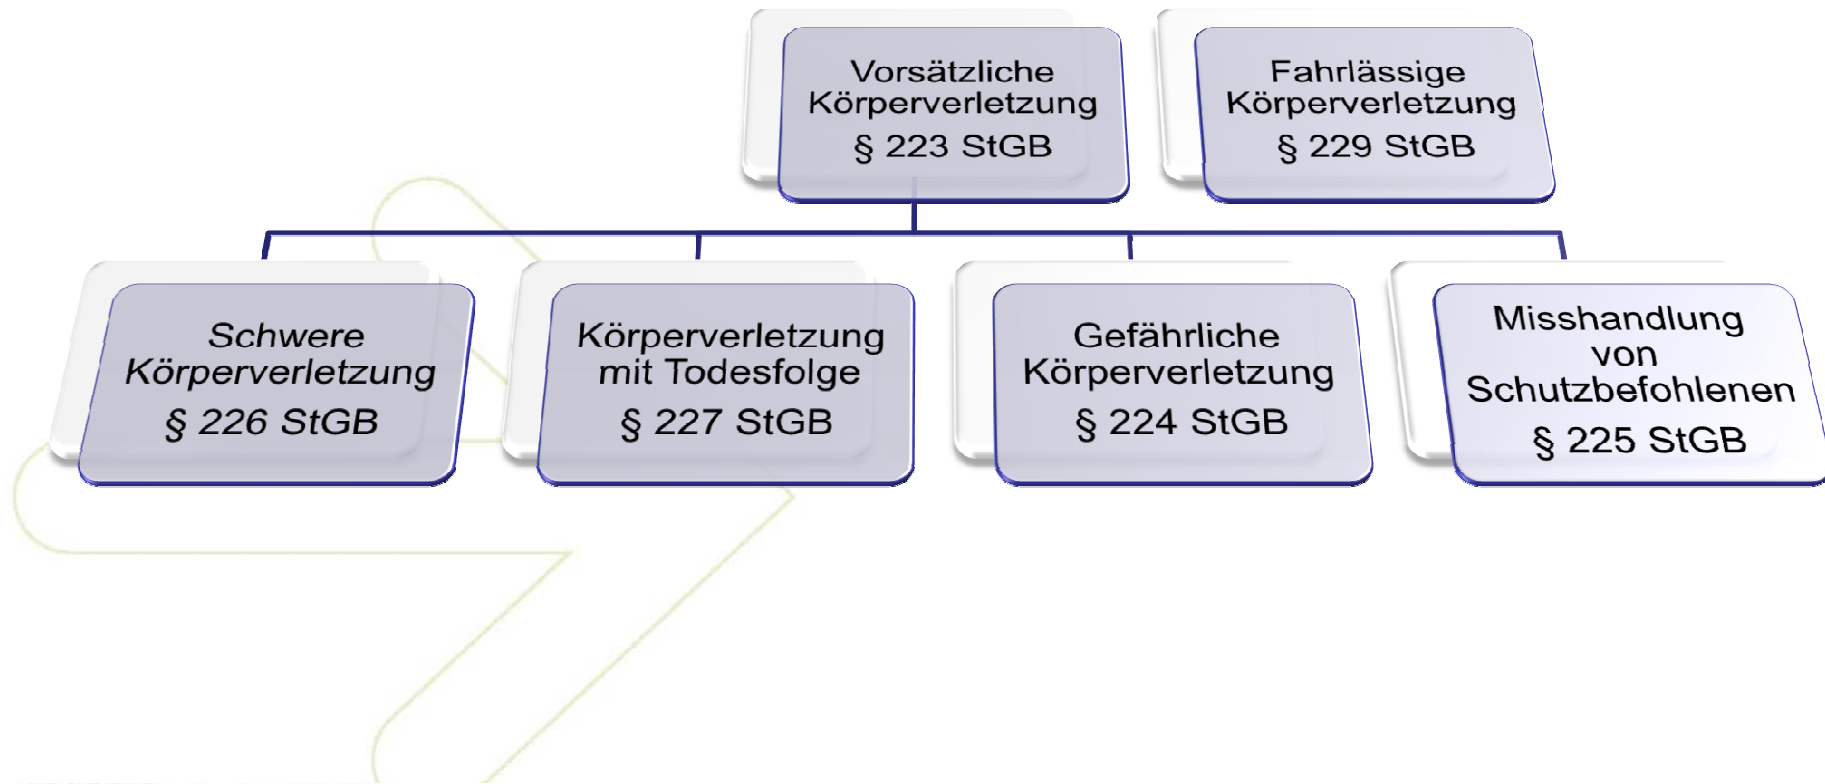 Vorsätzliche
Körperverletzung
§ 223 StGB
Fahrlässige
Körperverletzung
§ 229 StGB
Schwere
Körperverletzung
§ 226 StGB
Körperverletzung
mit Todesfolge
§ 227 StGB
Gefährliche
Körperverletzung
§ 224 StGB
Misshandlung
von
Schutzbefohlenen
§ 225 StGB